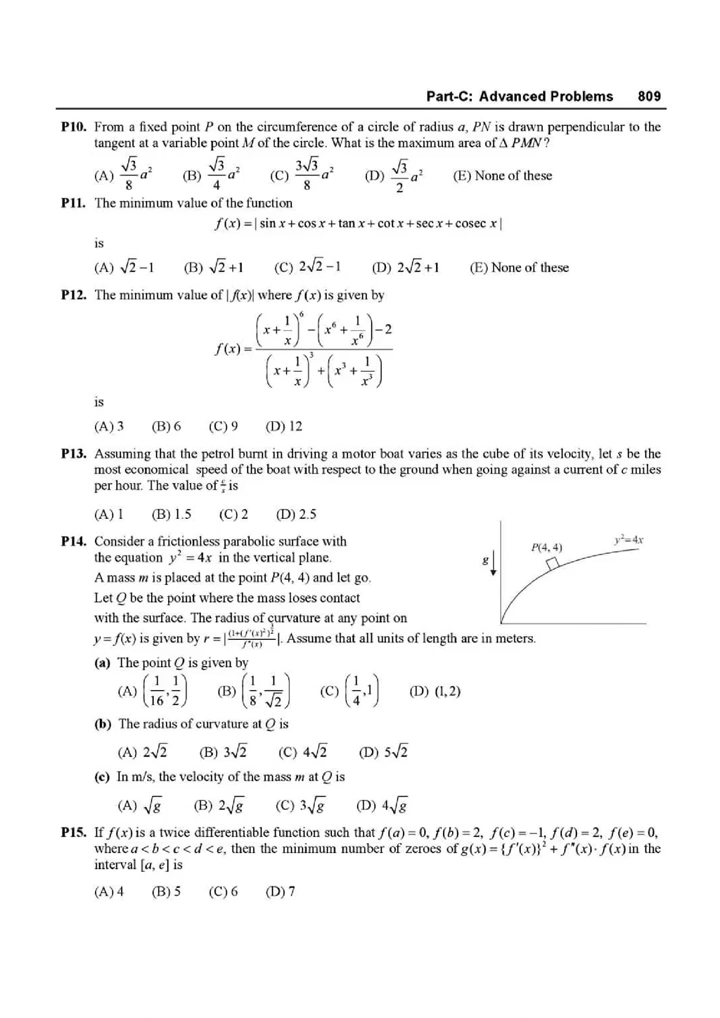 Part-C: Advanced Problems 809
P10. From a fixed point P on the circumference of a circle of radius a, PN is drawn perpendicular to the
tangent at a variable point M of the circle. What is the maximum area of Δ PMN?
(A) √3/8 a² (B) √3/4 a² (C) 3√3/8 a² (D) √3/2 a² (E) None of these
P11. The minimum value of the function
f(x) = | sin x + cos x + tan x + cot x + sec x + cosec x |
is
(A) √2 – 1 (B) √2 + 1 (C) 2√2 – 1 (D) 2√2 + 1 (E) None of these
P12. The minimum value of | f(x)| where f(x) is given by
f(x) = ((x + 1/x)⁶ – (x⁶ + 1/x⁶) – 2) / ((x + 1/x)³ + (x³ + 1/x³))
is
(A) 3 (B) 6 (C) 9 (D) 12
P13. Assuming that the petrol burnt in driving a motor boat varies as the cube of its velocity, let s be the
most economical speed of the boat with respect to the ground when going against a current of c miles
per hour. The value of c/s is
(A) 1 (B) 1.5 (C) 2 (D) 2.5
P14. Consider a frictionless parabolic surface with
the equation y² = 4x in the vertical plane.
A mass m is placed at the point P(4, 4) and let go.
Let Q be the point where the mass loses contact
with the surface. The radius of curvature at any point on
y = f(x) is given by r = |(1+(f'(x))²)^(3/2) / f"(x)|. Assume that all units of length are in meters.
g
P(4, 4)
y²=4x
(a) The point Q is given by
(A) (1/16, 1/2) (B) (1/8, 1/√2) (C) (1/4, 1) (D) (1, 2)
(b) The radius of curvature at Q is
(A) 2√2 (B) 3√2 (C) 4√2 (D) 5√2
(c) In m/s, the velocity of the mass m at Q is
(A) √g (B) 2√g (C) 3√g (D) 4√g
P15. If f(x) is a twice differentiable function such that f(a) = 0, f(b) = 2, f(c) = –1, f(d) = 2, f(e) = 0,
where a < b < c < d < e, then the minimum number of zeroes of g(x) = {f'(x)}² + f"(x)· f(x) in the
interval [a, e] is
(A) 4 (B) 5 (C) 6 (D) 7